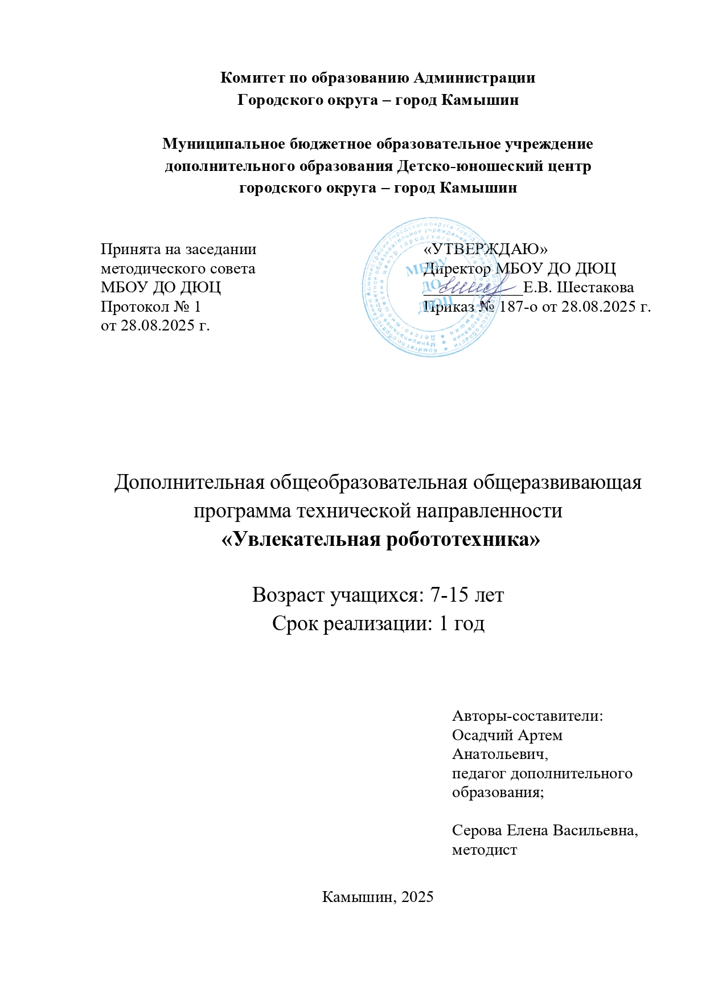 Комитет по образованию Администрации
Городского округа – город Камышин
Муниципальное бюджетное образовательное учреждение
дополнительного образования Детско-юношеский центр
городского округа – город Камышин
Принята на заседании
методического совета
МБОУ ДО ДЮЦ
Протокол № 1
от 28.08.2025 г.
«УТВЕРЖДАЮ»
Директор МБОУ ДО ДЮЦ
____________Е.В. Шестакова
Приказ № 187-о от 28.08.2025 г.
МБОУ
ДО
ДЮЦ
Дополнительная общеобразовательная общеразвивающая
программа технической направленности
«Увлекательная робототехника»
Возраст учащихся: 7-15 лет
Срок реализации: 1 год
Авторы-составители:
Осадчий Артем
Анатольевич,
педагог дополнительного
образования;
Серова Елена Васильевна,
методист
Камышин, 2025